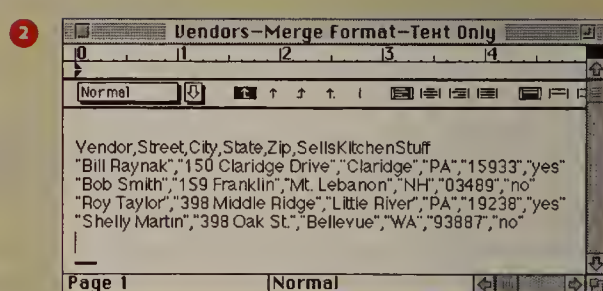 2
Vendors–Merge Format–Text Only
0 1 2 3 4
Normal
Vendor,Street,City,State,Zip,SellsKitchenStuff
"Bill Raynak","150 Claridge Drive","Claridge","PA","15933","yes"
"Bob Smith","159 Franklin","Mt. Lebanon","NH","03489","no"
"Roy Taylor","398 Middle Ridge","Little River","PA","19238","yes"
"Shelly Martin","398 Oak St.","Bellevue","WA","93887","no"
Page 1 Normal